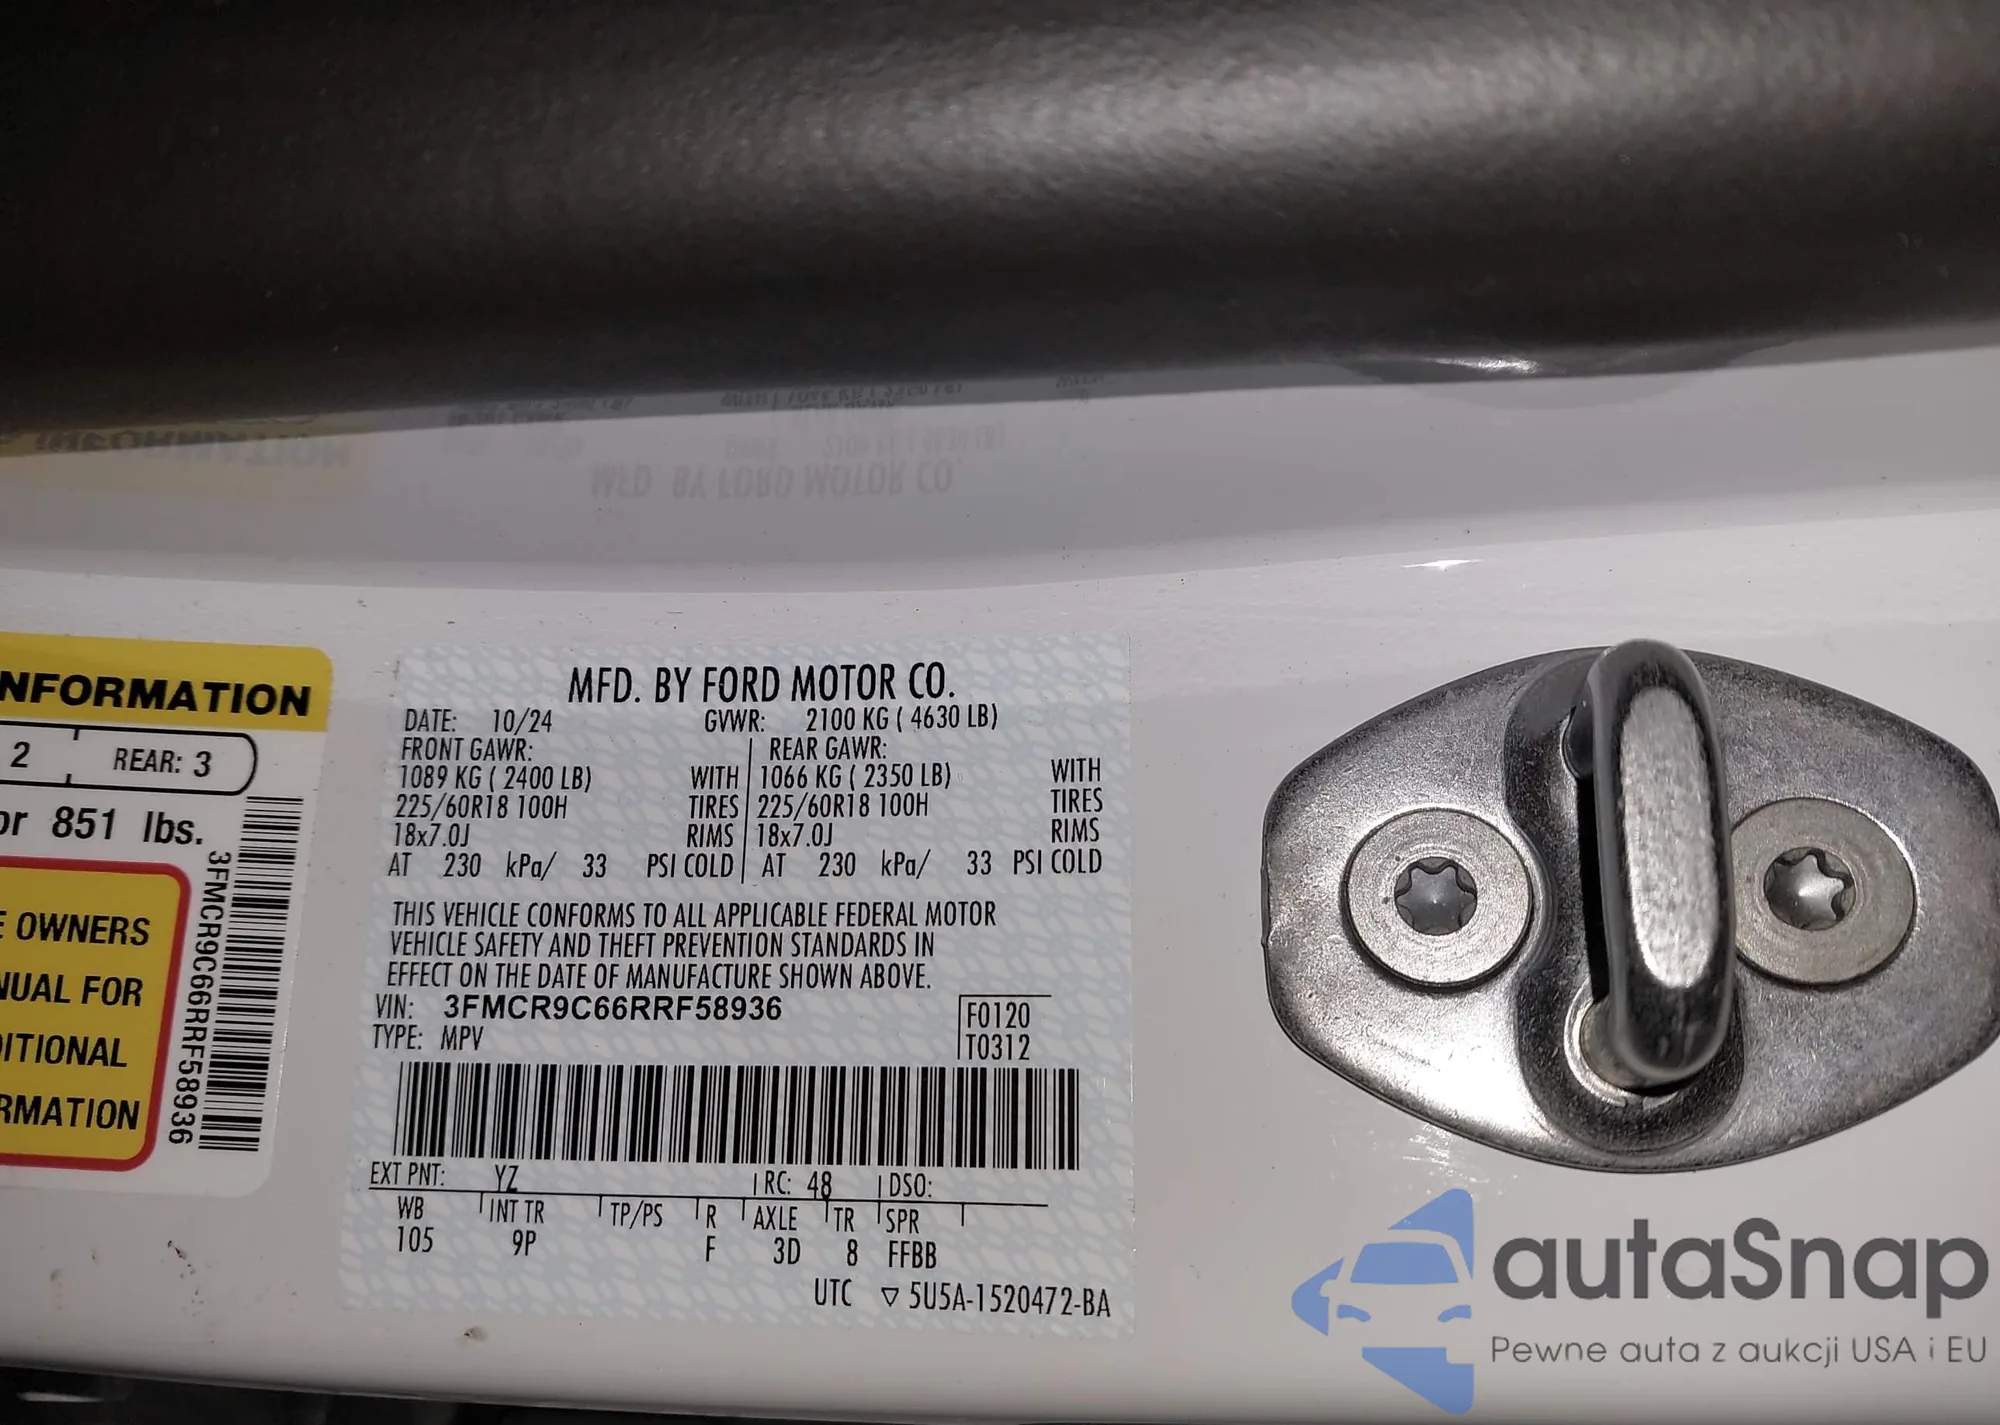 NFORMATION
2 REAR: 3
or 851 lbs.
3FMCR9C66RRF58936
E OWNERS
NUAL FOR
DITIONAL
RMATION
MFD. BY FORD MOTOR CO.
DATE: 10/24 GVWR: 2100 KG ( 4630 LB)
FRONT GAWR: REAR GAWR:
1089 KG ( 2400 LB) WITH 1066 KG ( 2350 LB) WITH
225/60R18 100H TIRES 225/60R18 100H TIRES
18x7.0J RIMS 18x7.0J RIMS
AT 230 kPa/ 33 PSI COLD AT 230 kPa/ 33 PSI COLD
THIS VEHICLE CONFORMS TO ALL APPLICABLE FEDERAL MOTOR
VEHICLE SAFETY AND THEFT PREVENTION STANDARDS IN
EFFECT ON THE DATE OF MANUFACTURE SHOWN ABOVE.
VIN: 3FMCR9C66RRF58936
TYPE: MPV
F0120
T0312
EXT PNT: YZ RC: 48 DSO:
WB INT TR TP/PS R AXLE TR SPR
105 9P F 3D 8 FFBB
UTC ▽ 5U5A-1520472-BA
autaSnap
Pewne auta z aukcji USA i EU